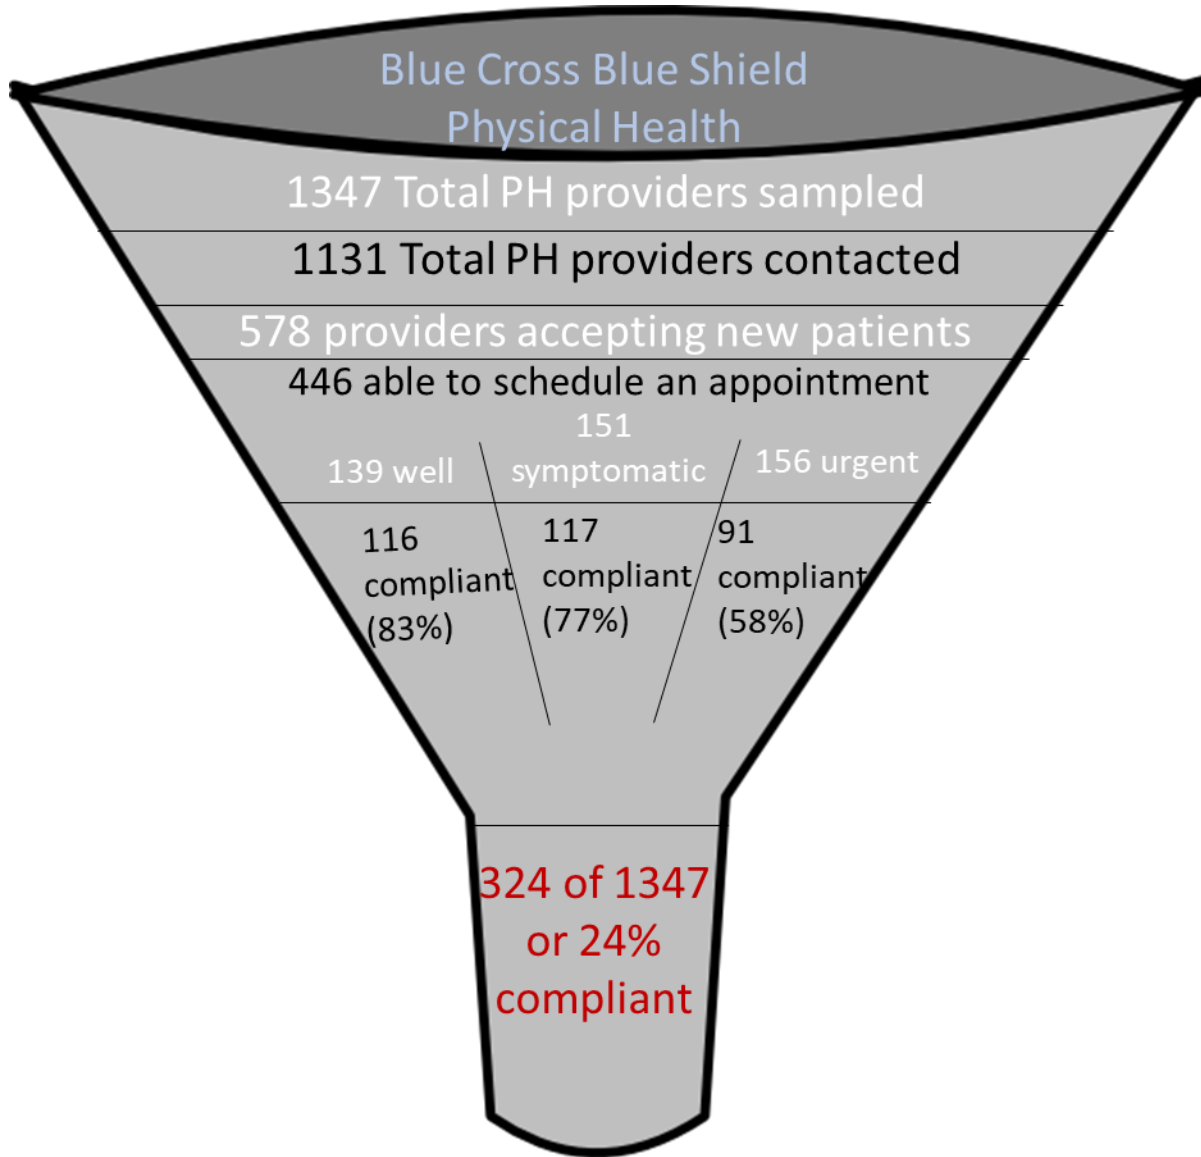 Blue Cross Blue Shield
Physical Health
1347 Total PH providers sampled
1131 Total PH providers contacted
578 providers accepting new patients
446 able to schedule an appointment
139 well
151
symptomatic
156 urgent
116
compliant
(83%)
117
compliant
(77%)
91
compliant
(58%)
324 of 1347
or 24%
compliant